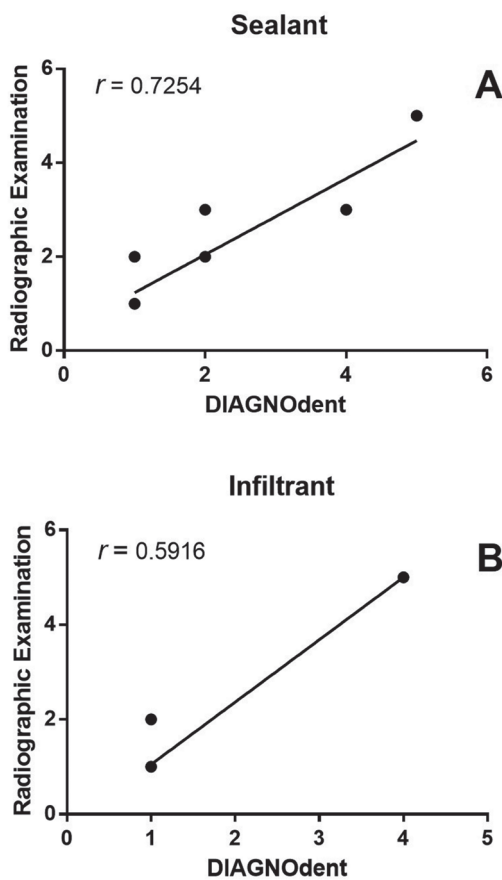 Sealant
A
r = 0.7254
Radiographic Examination
6
4
2
0
0 2 4 6
DIAGNOdent
Infiltrant
B
r = 0.5916
Radiographic Examination
6
4
2
0
0 1 2 3 4 5
DIAGNOdent